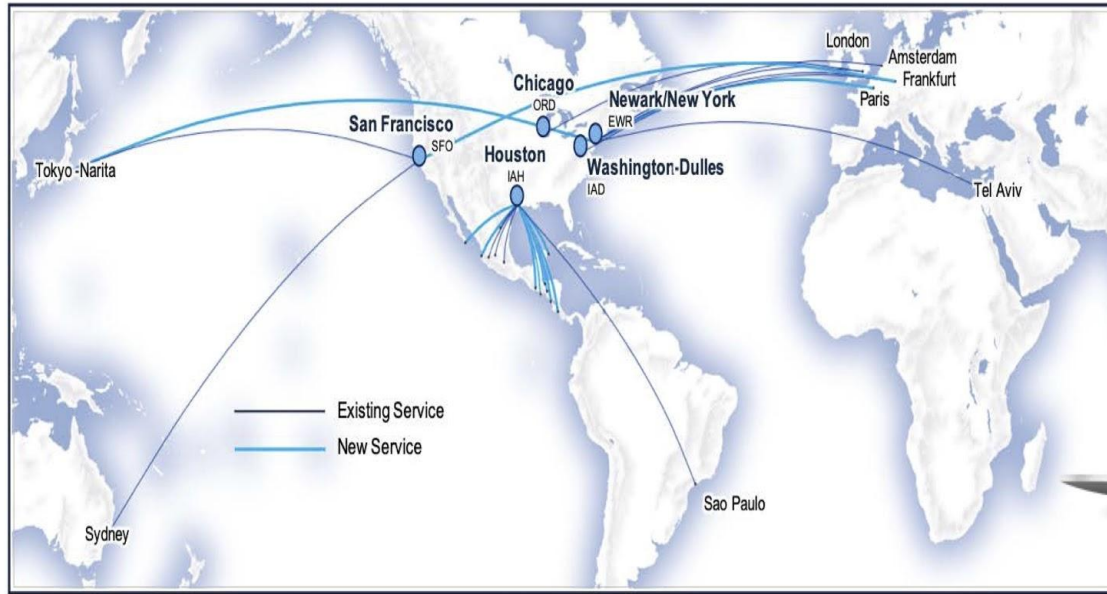 London
Amsterdam
Frankfurt
Paris
Chicago
ORD
Newark/New York
EWR
San Francisco
SFO
Houston
IAH
Washington-Dulles
IAD
Tokyo-Narita
Tel Aviv
Existing Service
New Service
Sao Paulo
Sydney